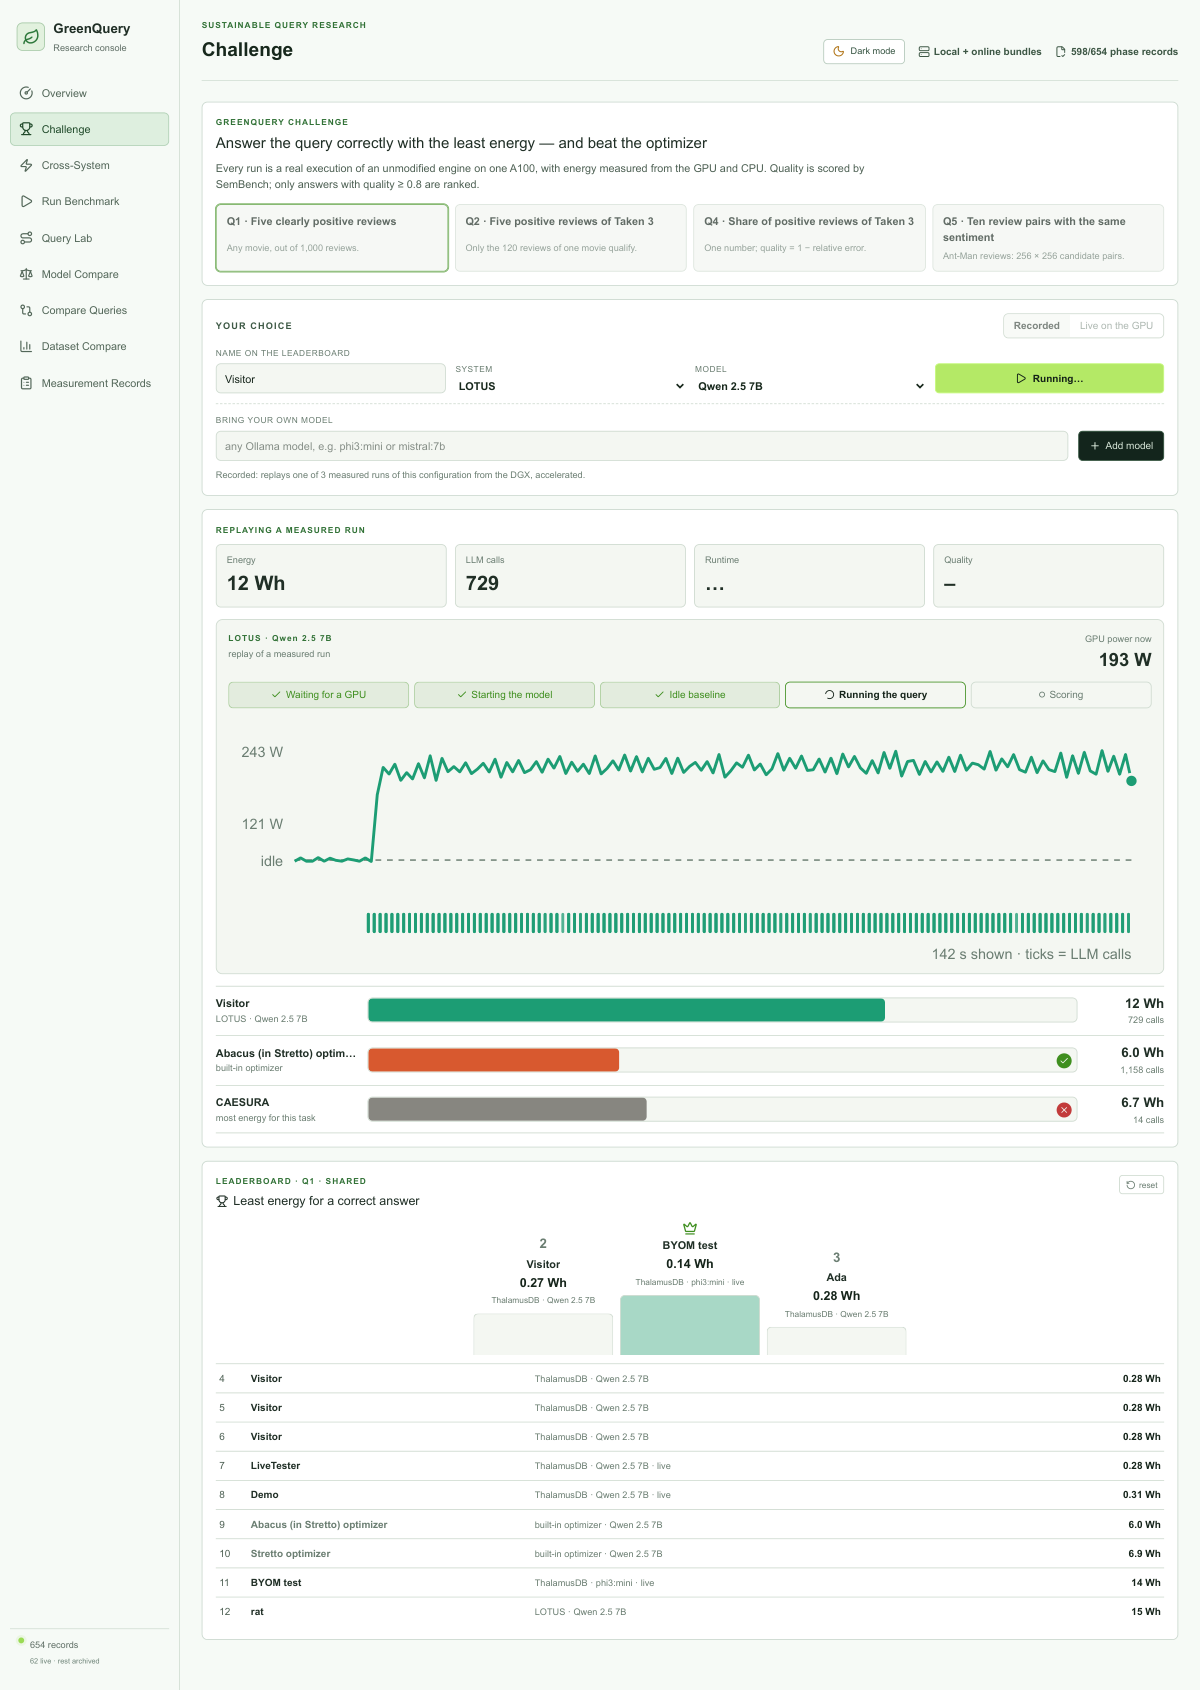 GreenQuery
Research console
Overview
Challenge
Cross-System
Run Benchmark
Query Lab
Model Compare
Compare Queries
Dataset Compare
Measurement Records
654 records
62 live · rest archived
SUSTAINABLE QUERY RESEARCH
Challenge
Dark mode
Local + online bundles
598/654 phase records
GREENQUERY CHALLENGE
Answer the query correctly with the least energy — and beat the optimizer
Every run is a real execution of an unmodified engine on one A100, with energy measured from the GPU and CPU. Quality is scored by
SemBench; only answers with quality ≥ 0.8 are ranked.
Q1 · Five clearly positive reviews
Any movie, out of 1,000 reviews.
Q2 · Five positive reviews of Taken 3
Only the 120 reviews of one movie qualify.
Q4 · Share of positive reviews of Taken 3
One number; quality = 1 − relative error.
Q5 · Ten review pairs with the same
sentiment
Ant-Man reviews: 256 × 256 candidate pairs.
YOUR CHOICE
Recorded
Live on the GPU
NAME ON THE LEADERBOARD
Visitor
SYSTEM
LOTUS
MODEL
Qwen 2.5 7B
Running…
BRING YOUR OWN MODEL
any Ollama model, e.g. phi3:mini or mistral:7b
Add model
Recorded: replays one of 3 measured runs of this configuration from the DGX, accelerated.
REPLAYING A MEASURED RUN
Energy
12 Wh
LLM calls
729
Runtime
…
Quality
–
LOTUS · Qwen 2.5 7B
replay of a measured run
GPU power now
193 W
Waiting for a GPU
Starting the model
Idle baseline
Running the query
Scoring
243 W
121 W
idle
142 s shown · ticks = LLM calls
Visitor
LOTUS · Qwen 2.5 7B
12 Wh
729 calls
Abacus (in Stretto) optim…
built-in optimizer
6.0 Wh
1,158 calls
CAESURA
most energy for this task
6.7 Wh
14 calls
LEADERBOARD · Q1 · SHARED
Least energy for a correct answer
reset
2
Visitor
0.27 Wh
ThalamusDB · Qwen 2.5 7B
BYOM test
0.14 Wh
ThalamusDB · phi3:mini · live
3
Ada
0.28 Wh
ThalamusDB · Qwen 2.5 7B
4 Visitor ThalamusDB · Qwen 2.5 7B 0.28 Wh
5 Visitor ThalamusDB · Qwen 2.5 7B 0.28 Wh
6 Visitor ThalamusDB · Qwen 2.5 7B 0.28 Wh
7 LiveTester ThalamusDB · Qwen 2.5 7B · live 0.28 Wh
8 Demo ThalamusDB · Qwen 2.5 7B · live 0.31 Wh
9 Abacus (in Stretto) optimizer built-in optimizer · Qwen 2.5 7B 6.0 Wh
10 Stretto optimizer built-in optimizer · Qwen 2.5 7B 6.9 Wh
11 BYOM test ThalamusDB · phi3:mini · live 14 Wh
12 rat LOTUS · Qwen 2.5 7B 15 Wh